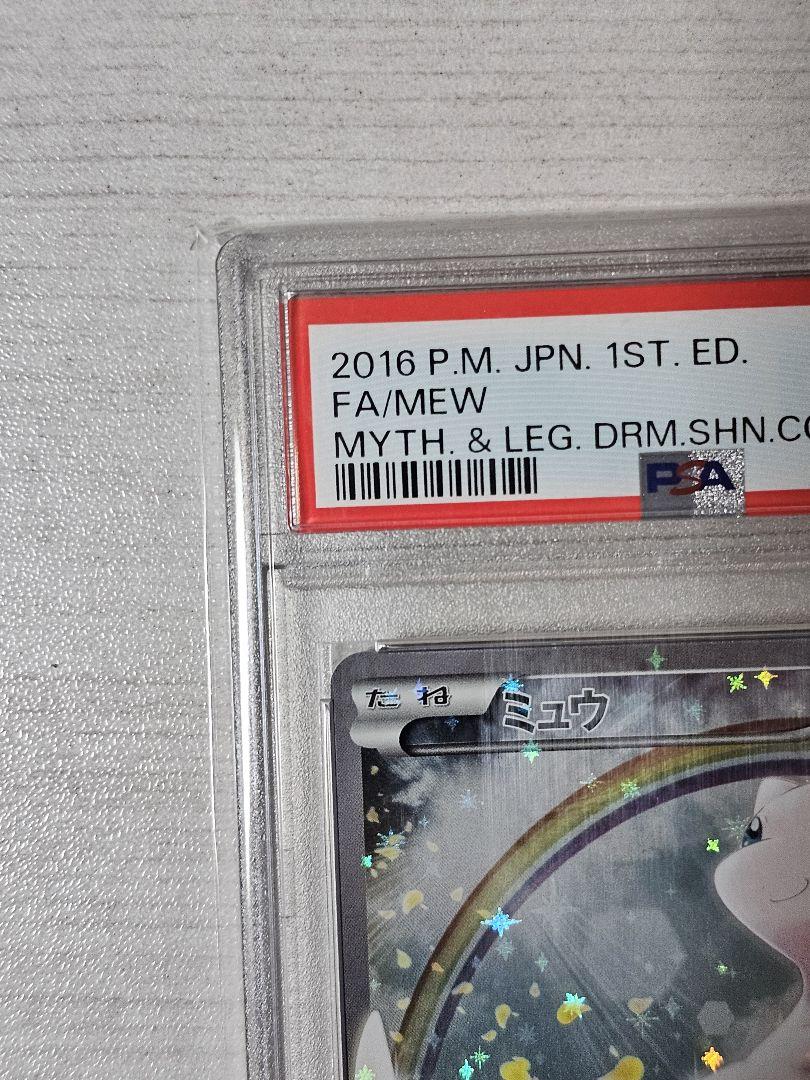 2016 P.M. JPN. 1ST. ED.
FA/MEW
MYTH. & LEG. DRM.SHN.CO
PSA
たね ミュウ